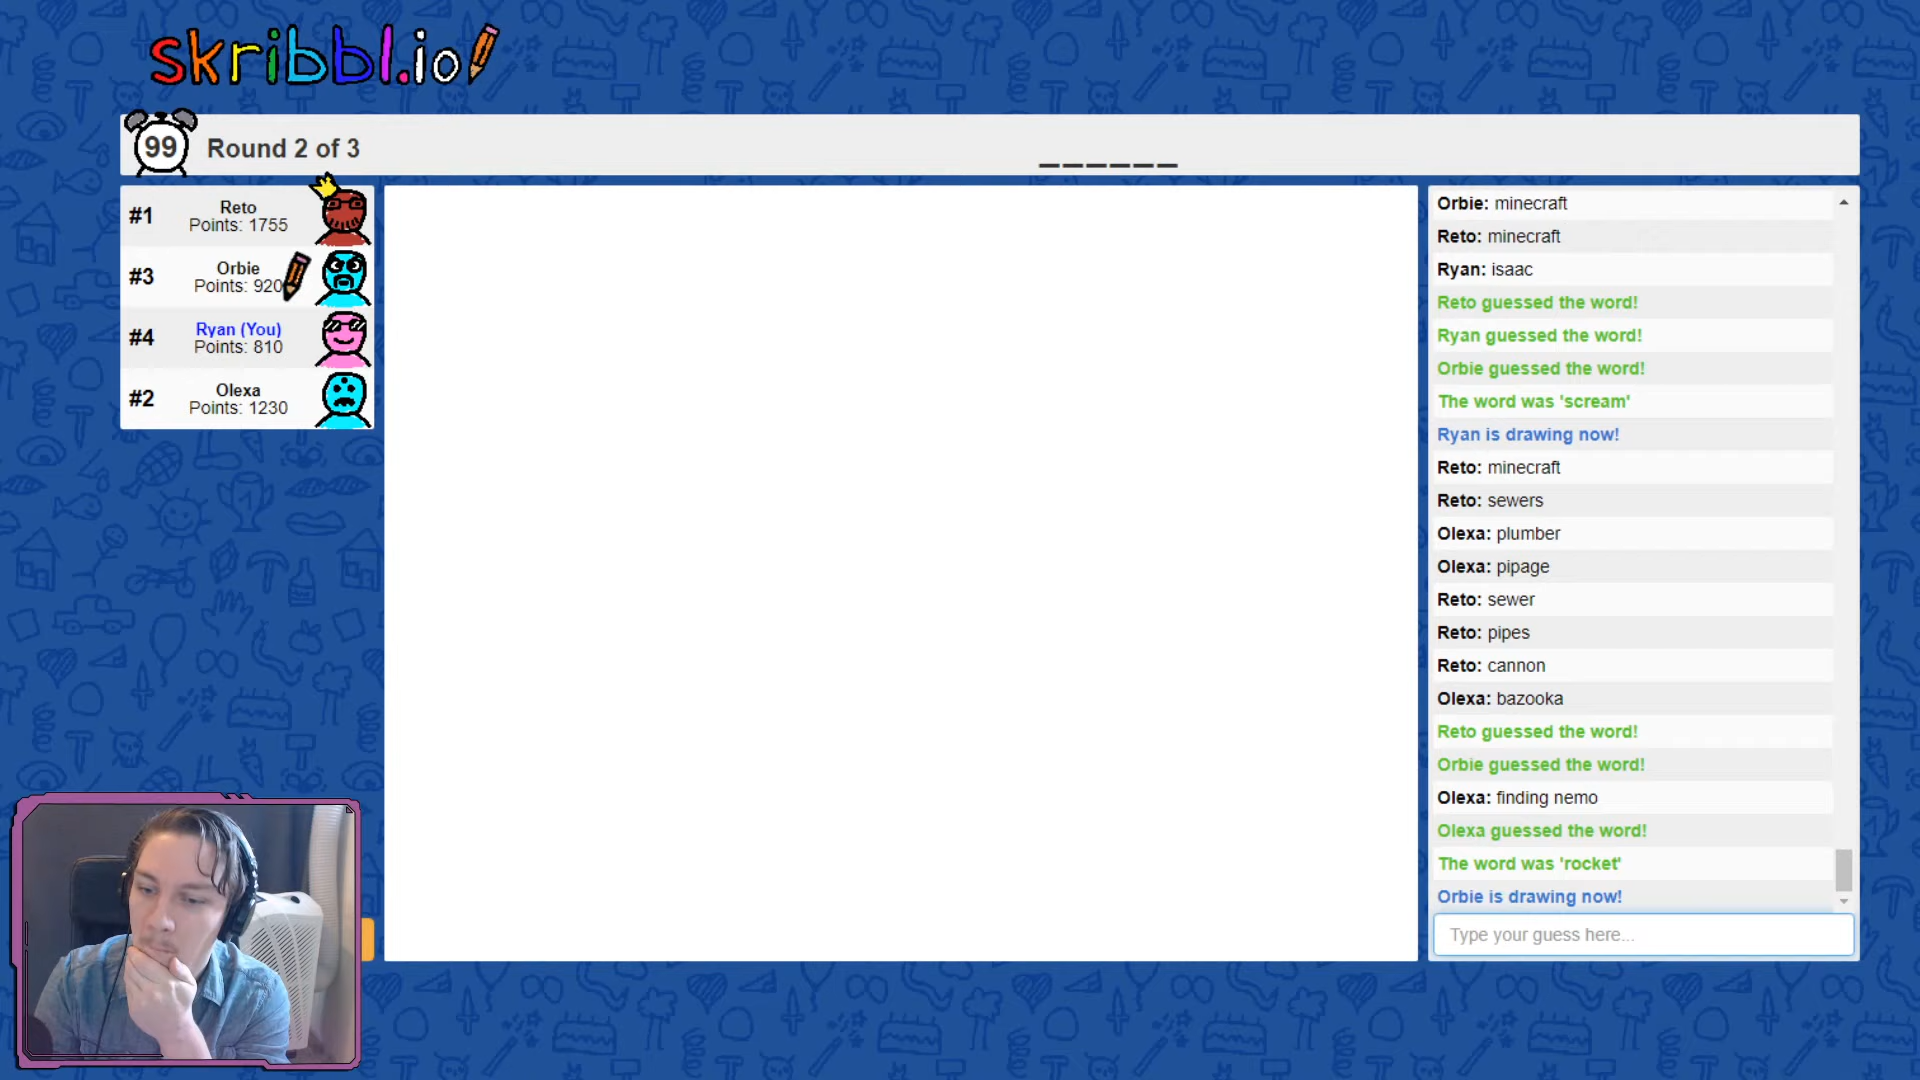 skribbl.io
99
Round 2 of 3
______
#1
Reto
Points: 1755
#3
Orbie
Points: 920
#4
Ryan (You)
Points: 810
#2
Olexa
Points: 1230
Orbie: minecraft
Reto: minecraft
Ryan: isaac
Reto guessed the word!
Ryan guessed the word!
Orbie guessed the word!
The word was 'scream'
Ryan is drawing now!
Reto: minecraft
Reto: sewers
Olexa: plumber
Olexa: pipage
Reto: sewer
Reto: pipes
Reto: cannon
Olexa: bazooka
Reto guessed the word!
Orbie guessed the word!
Olexa: finding nemo
Olexa guessed the word!
The word was 'rocket'
Orbie is drawing now!
Type your guess here...